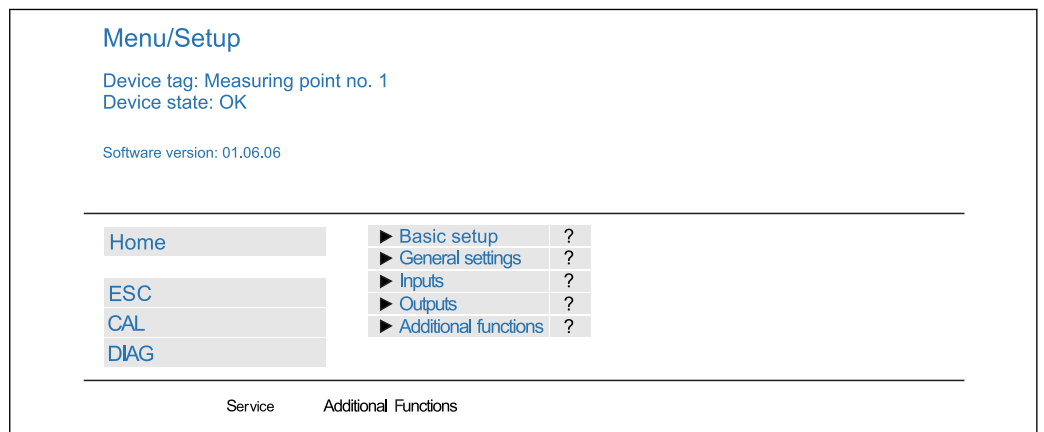 Menu/Setup
Device tag: Measuring point no. 1
Device state: OK
Software version: 01.06.06
Home
ESC
CAL
DIAG
► Basic setup ?
► General settings ?
► Inputs ?
► Outputs ?
► Additional functions ?
Service Additional Functions